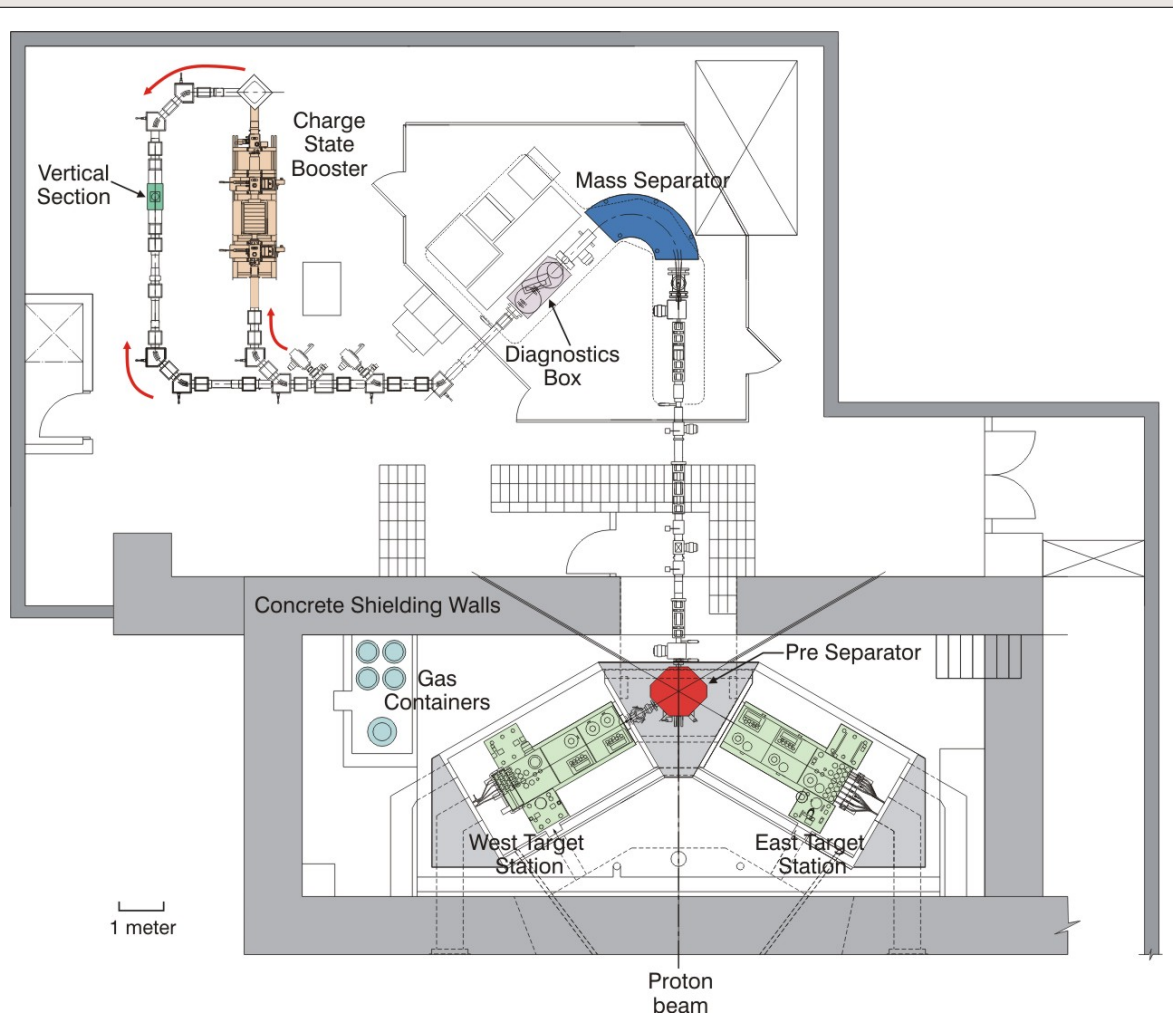 Charge
State
Booster
Vertical
Section
Mass Separator
Diagnostics
Box
Concrete Shielding Walls
Pre Separator
Gas
Containers
West Target
Station
East Target
Station
1 meter
Proton
beam